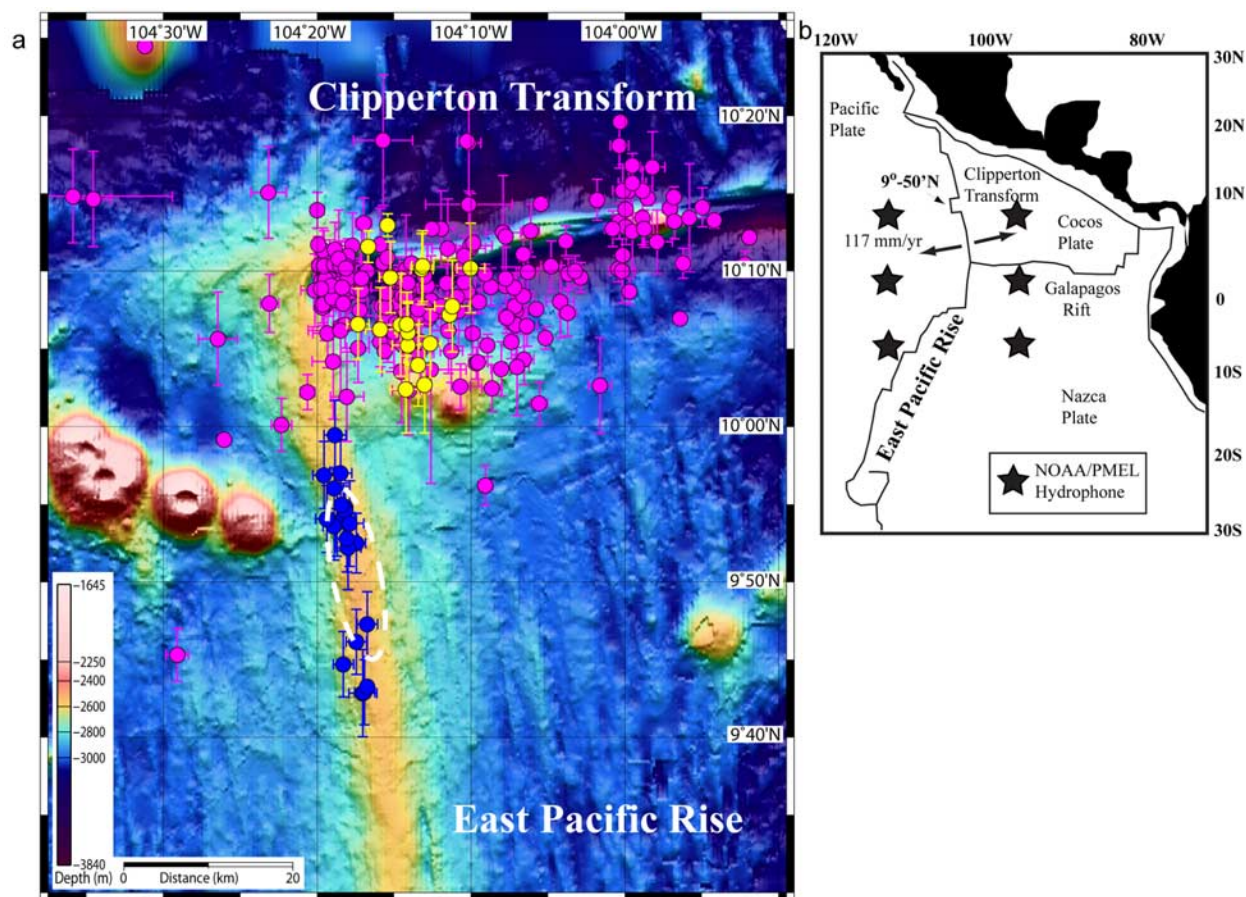 a
104˚30'W
104˚20'W
104˚10'W
104˚00'W
Clipperton Transform
10˚20'N
10˚10'N
10˚00'N
9˚50'N
9˚40'N
East Pacific Rise
−1645
−2250
−2400
−2600
−2800
−3000
−3840
Depth (m)
0
20
Distance (km)
b
120W
100W
80W
30N
20N
10N
0
10S
20S
30S
Pacific
Plate
9°-50'N
Clipperton
Transform
Cocos
Plate
117 mm/yr
Galapagos
Rift
East Pacific Rise
Nazca
Plate
NOAA/PMEL
Hydrophone